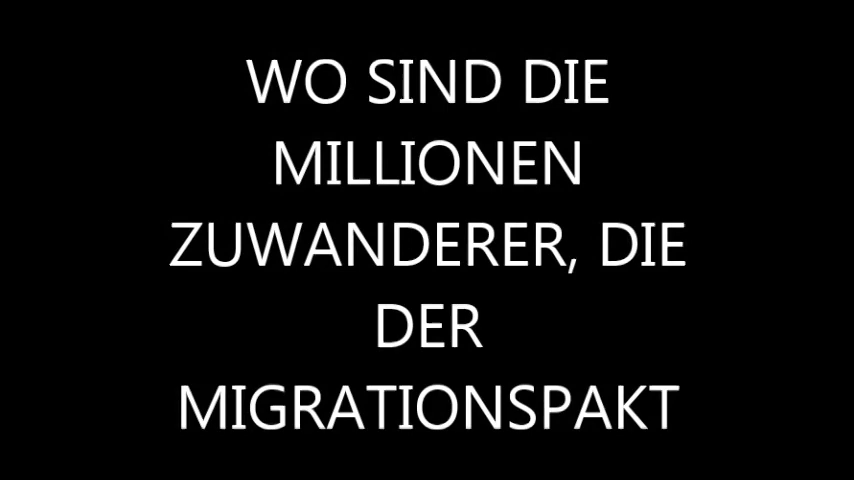 WO SIND DIE
MILLIONEN
ZUWANDERER, DIE
DER
MIGRATIONSPAKT